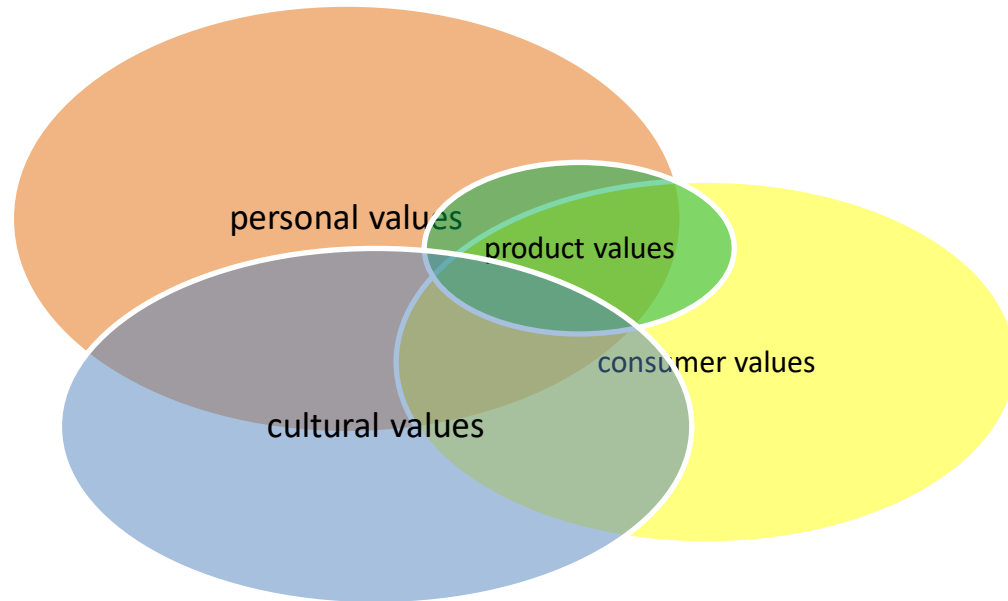 personal values
product values
consumer values
cultural values